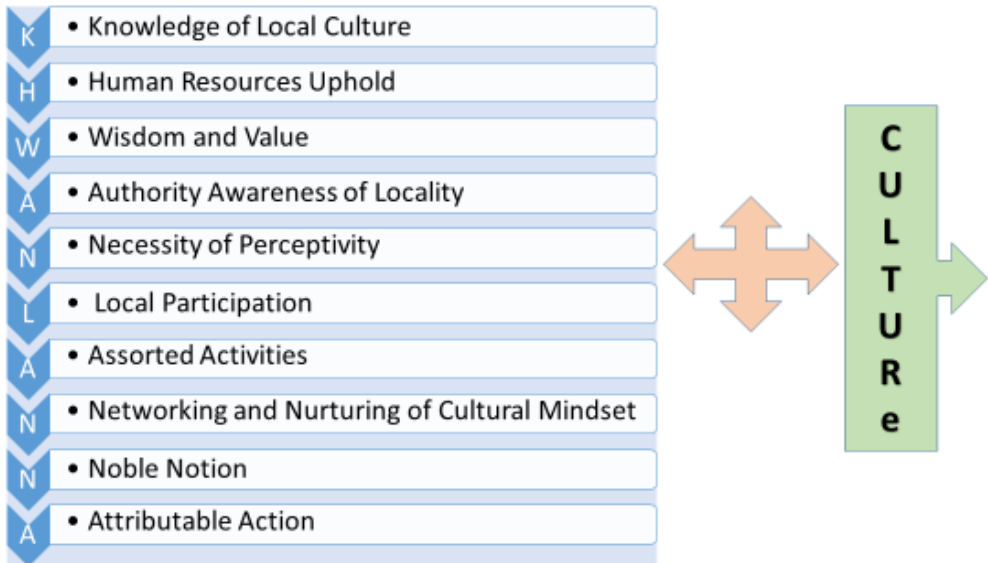 K • Knowledge of Local Culture
H • Human Resources Uphold
W • Wisdom and Value
A • Authority Awareness of Locality
N • Necessity of Perceptivity
L • Local Participation
A • Assorted Activities
N • Networking and Nurturing of Cultural Mindset
N • Noble Notion
A • Attributable Action
C
U
L
T
U
R
e